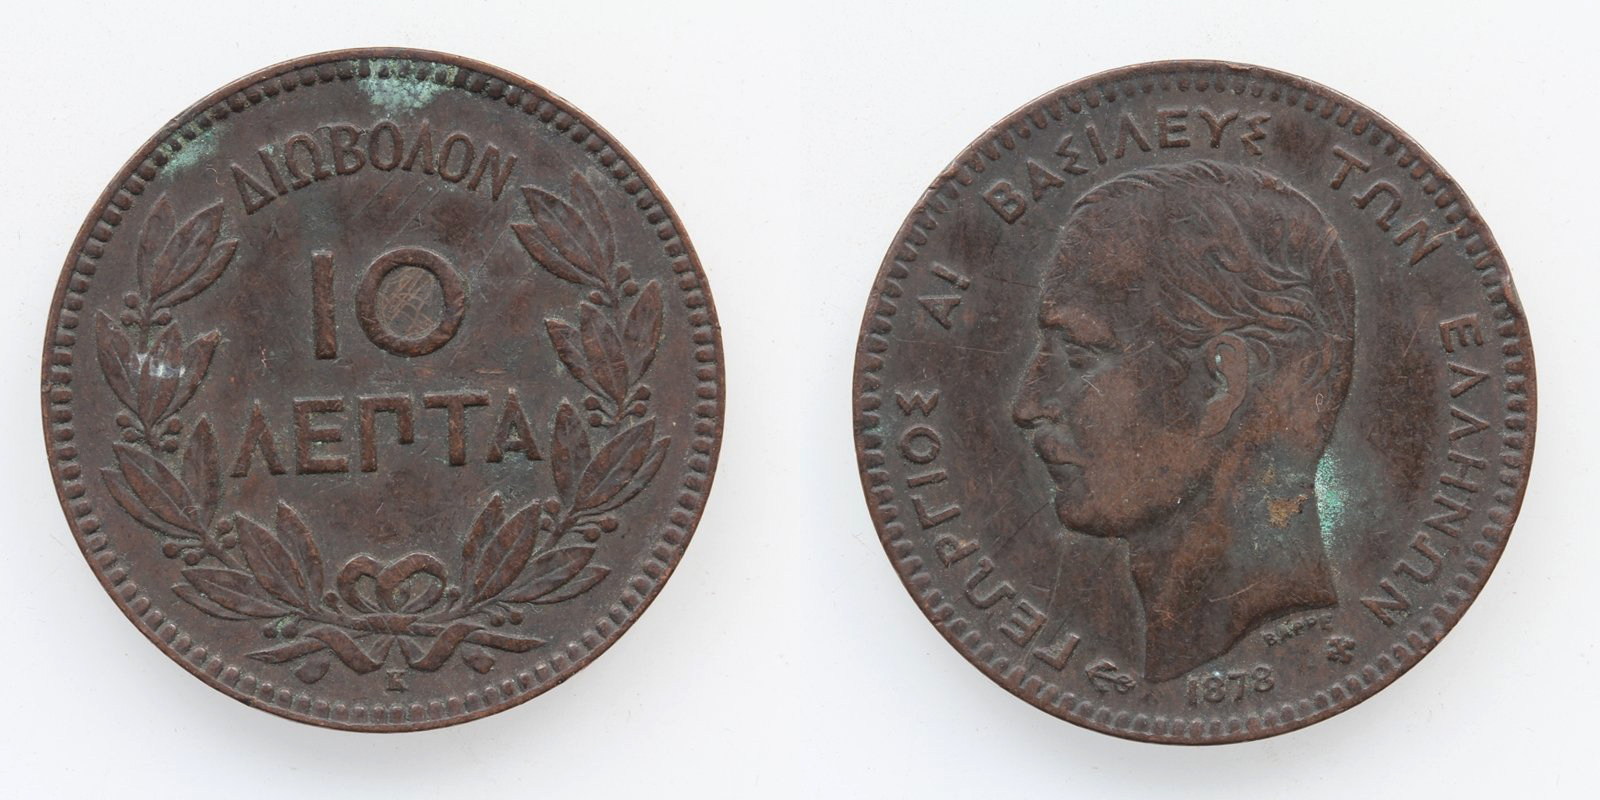 ΔΙΩΒΟΛΟΝ
10
ΛΕΠΤΑ
K
ΓΕΩΡΓΙΟΣ Α! ΒΑΣΙΛΕΥΣ ΤΩΝ ΕΛΛΗΝΩΝ
BARRE
1878